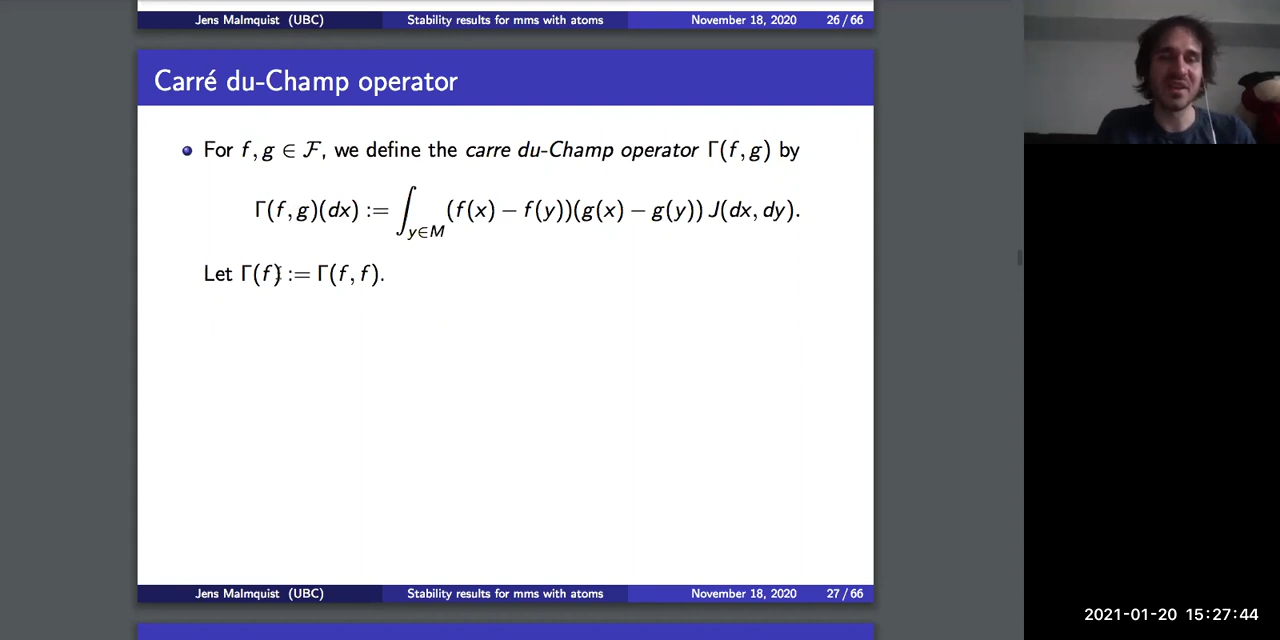 Jens Malmquist (UBC) Stability results for mms with atoms November 18, 2020 26 / 66
Carré du-Champ operator
For f, g ∈ ℱ, we define the carre du-Champ operator Γ(f, g) by
Γ(f, g)(dx) := ∫_{y∈M} (f(x) − f(y))(g(x) − g(y)) J(dx, dy).
Let Γ(f) := Γ(f, f).
Jens Malmquist (UBC) Stability results for mms with atoms November 18, 2020 27 / 66
2021-01-20 15:27:44